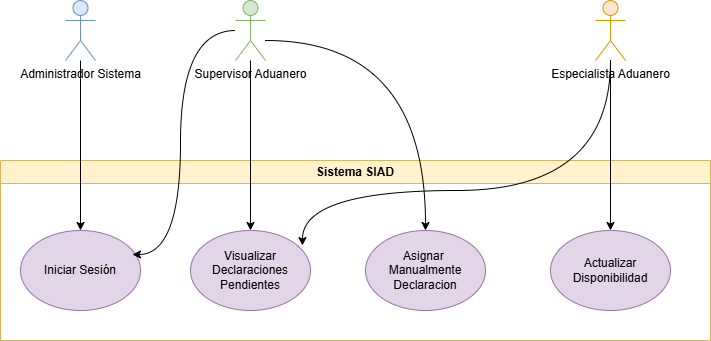 Administrador Sistema
Supervisor Aduanero
Especialista Aduanero
Sistema SIAD
Iniciar Sesión
Visualizar
Declaraciones
Pendientes
Asignar
Manualmente
Declaracion
Actualizar
Disponibilidad